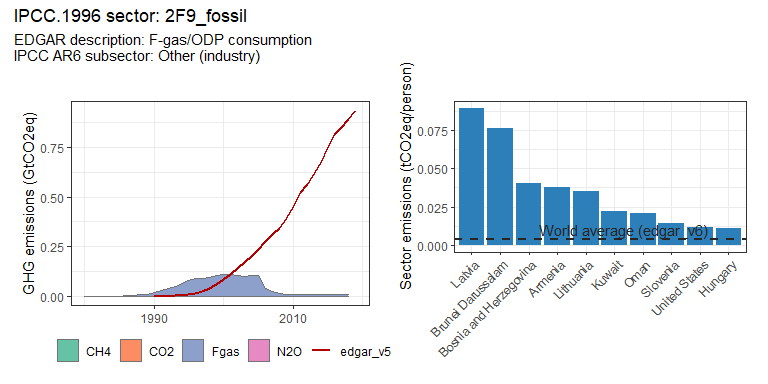 IPCC.1996 sector: 2F9_fossil
EDGAR description: F-gas/ODP consumption
IPCC AR6 subsector: Other (industry)
GHG emissions (GtCO2eq)
0.75
0.50
0.25
0.00
1990
2010
CH4
CO2
Fgas
N2O
edgar_v5
Sector emissions (tCO2eq/person)
0.075
0.050
0.025
0.000
World average (edgar_v6)
LaMa
Brunei Darussalam
Bosnia and Herzegovina
Armenia
Lithuania
Kuwait
Oman
Slovenia
United States
Hungary